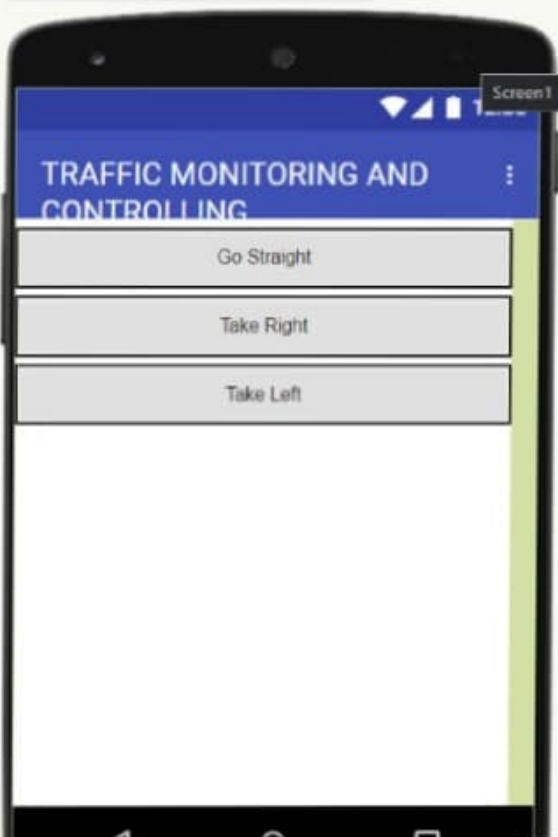 Screen1
TRAFFIC MONITORING AND
CONTROLLING
Go Straight
Take Right
Take Left